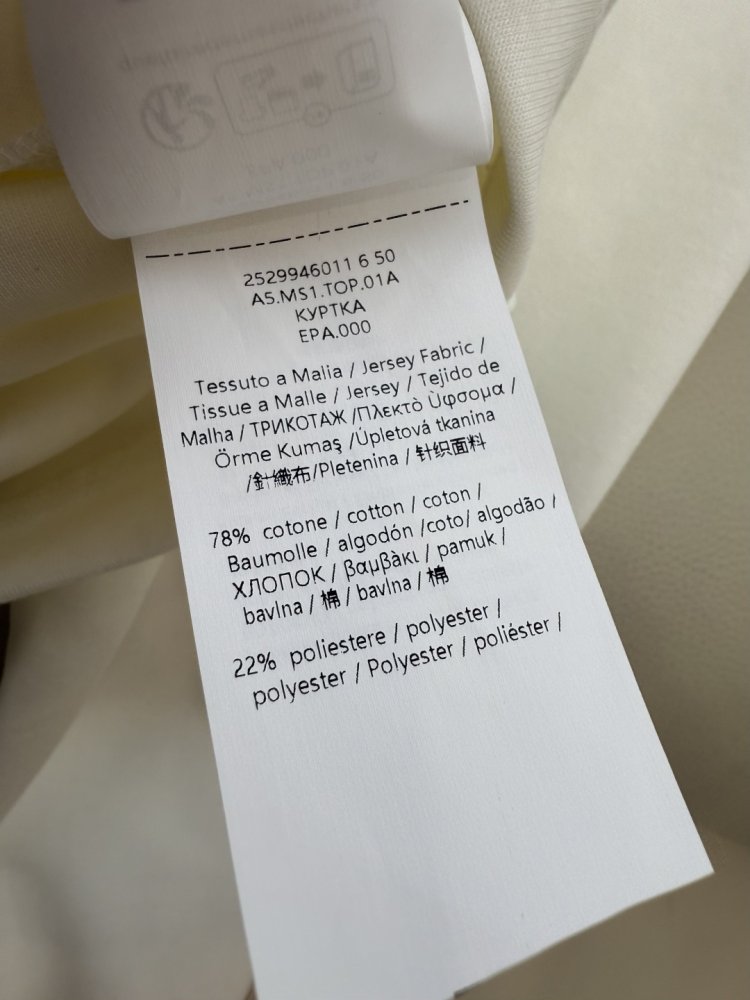 2529946011 6 50
A5.MS1.TOP.01A
КУРТКА
EPA.000
Tessuto a Malia / Jersey Fabric /
Tissue a Malle / Jersey / Tejido de
Malha / ТРИКОТАЖ /Πλεκτὸ Ὺφσομα /
Örme Kumaş /Úpletová tkanina
/針織布/Pletenina / 针织面料
78% cotone / cotton / coton /
Baumolle / algodón /coto/ algodão /
ХЛОПОК / βαμβàκι / pamuk /
bavlna / 棉 / bavlna / 棉
22% poliestere / polyester /
polyester / Polyester / poliéster /